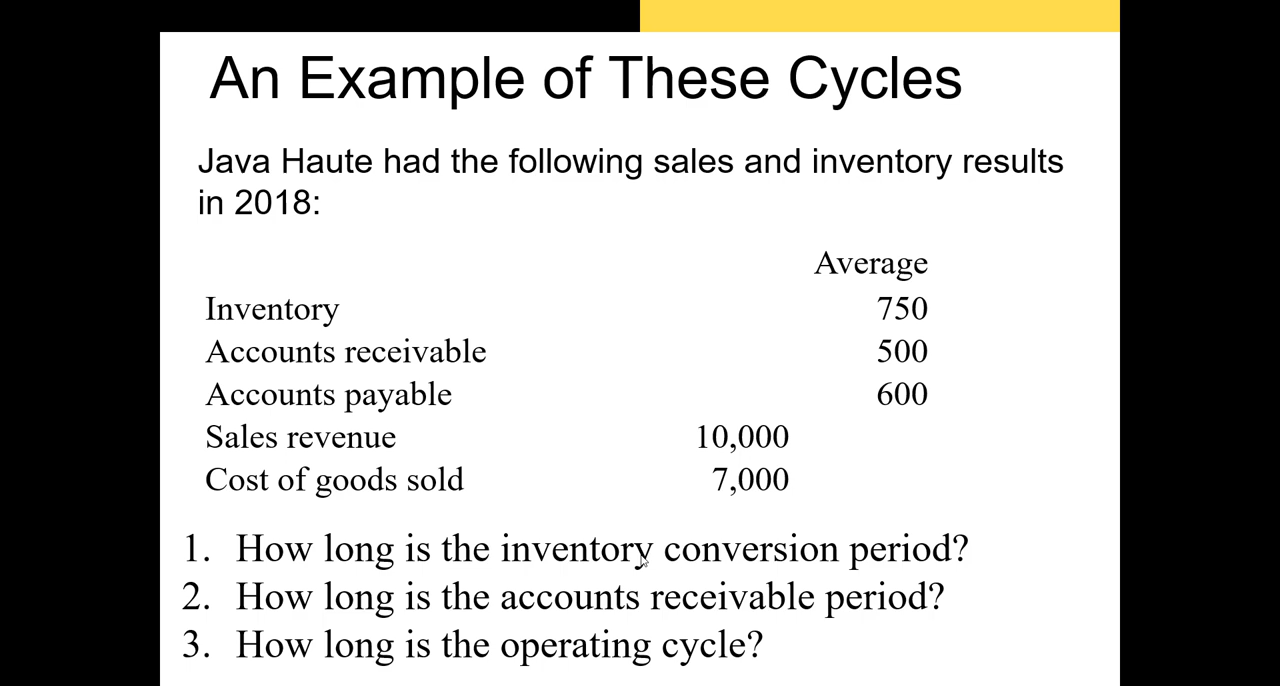 An Example of These Cycles
Java Haute had the following sales and inventory results
in 2018:
Average
Inventory 750
Accounts receivable 500
Accounts payable 600
Sales revenue 10,000
Cost of goods sold 7,000
1. How long is the inventory conversion period?
2. How long is the accounts receivable period?
3. How long is the operating cycle?